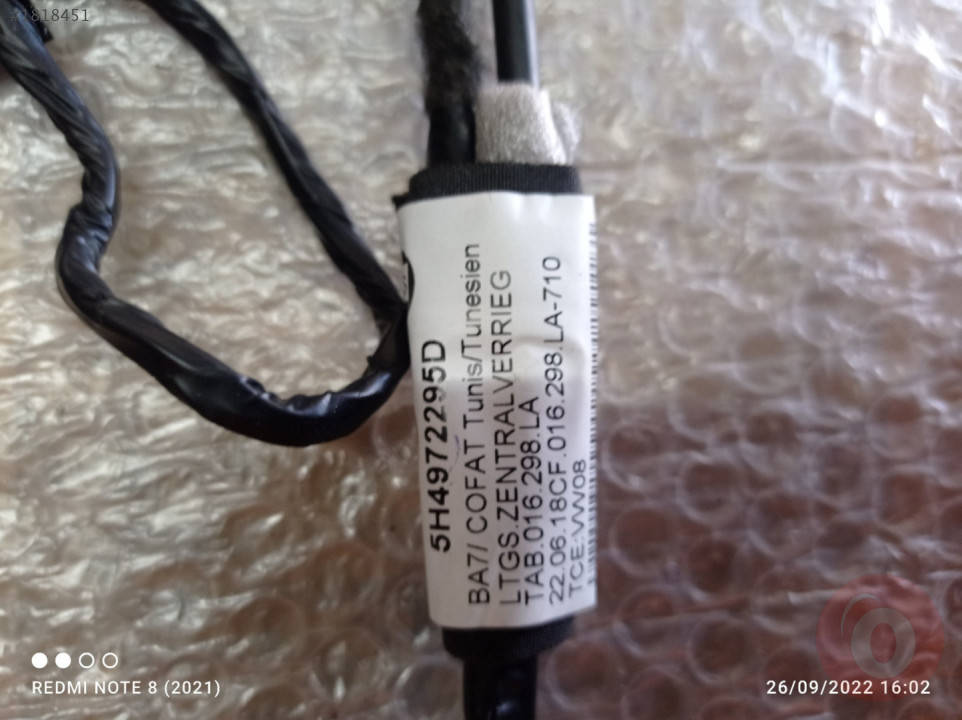 5H4972295D
BA77 COFAT Tunis/Tunesien
LTGS.ZENTRALVERRIEG
TAB.016.298.LA
22.06.18CF.016.298.LA-710
TCE:VW08
REDMI NOTE 8 (2021)
26/09/2022 16:02